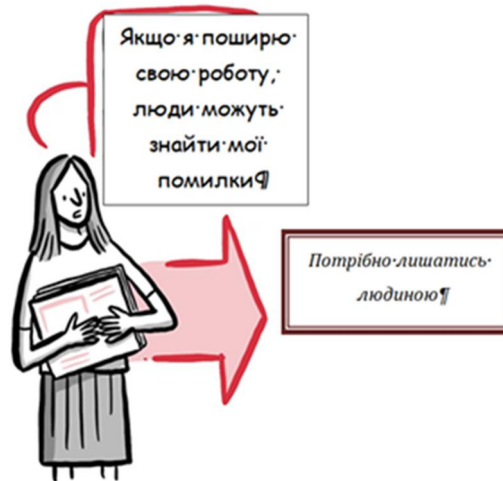 Якщо я поширю
свою роботу,
люди можуть
знайти мої
помилки¶
Потрібно лишатись
людиною¶